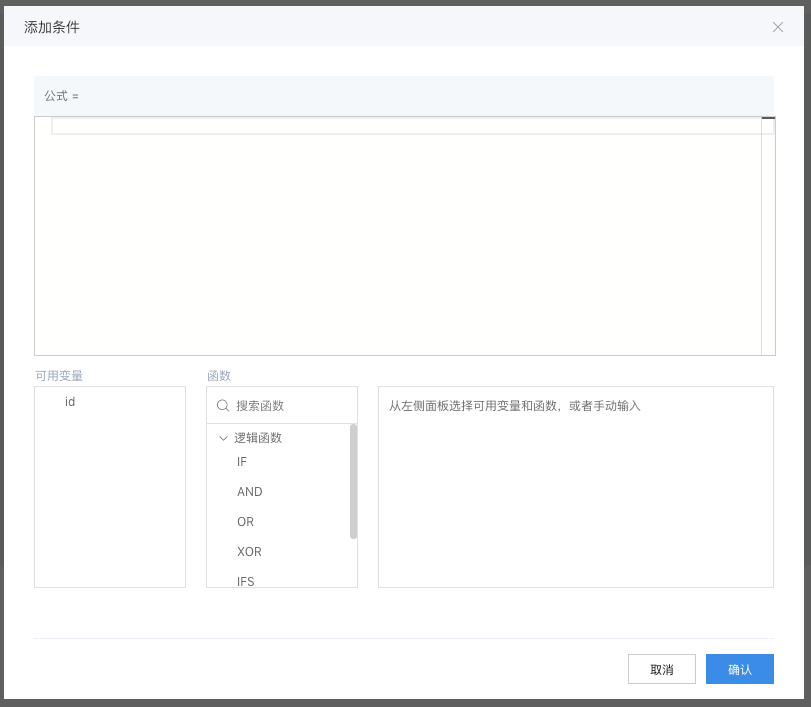 添加条件
公式 =
可用变量
id
函数
搜索函数
逻辑函数
IF
AND
OR
XOR
IFS
从左侧面板选择可用变量和函数，或者手动输入
取消
确认